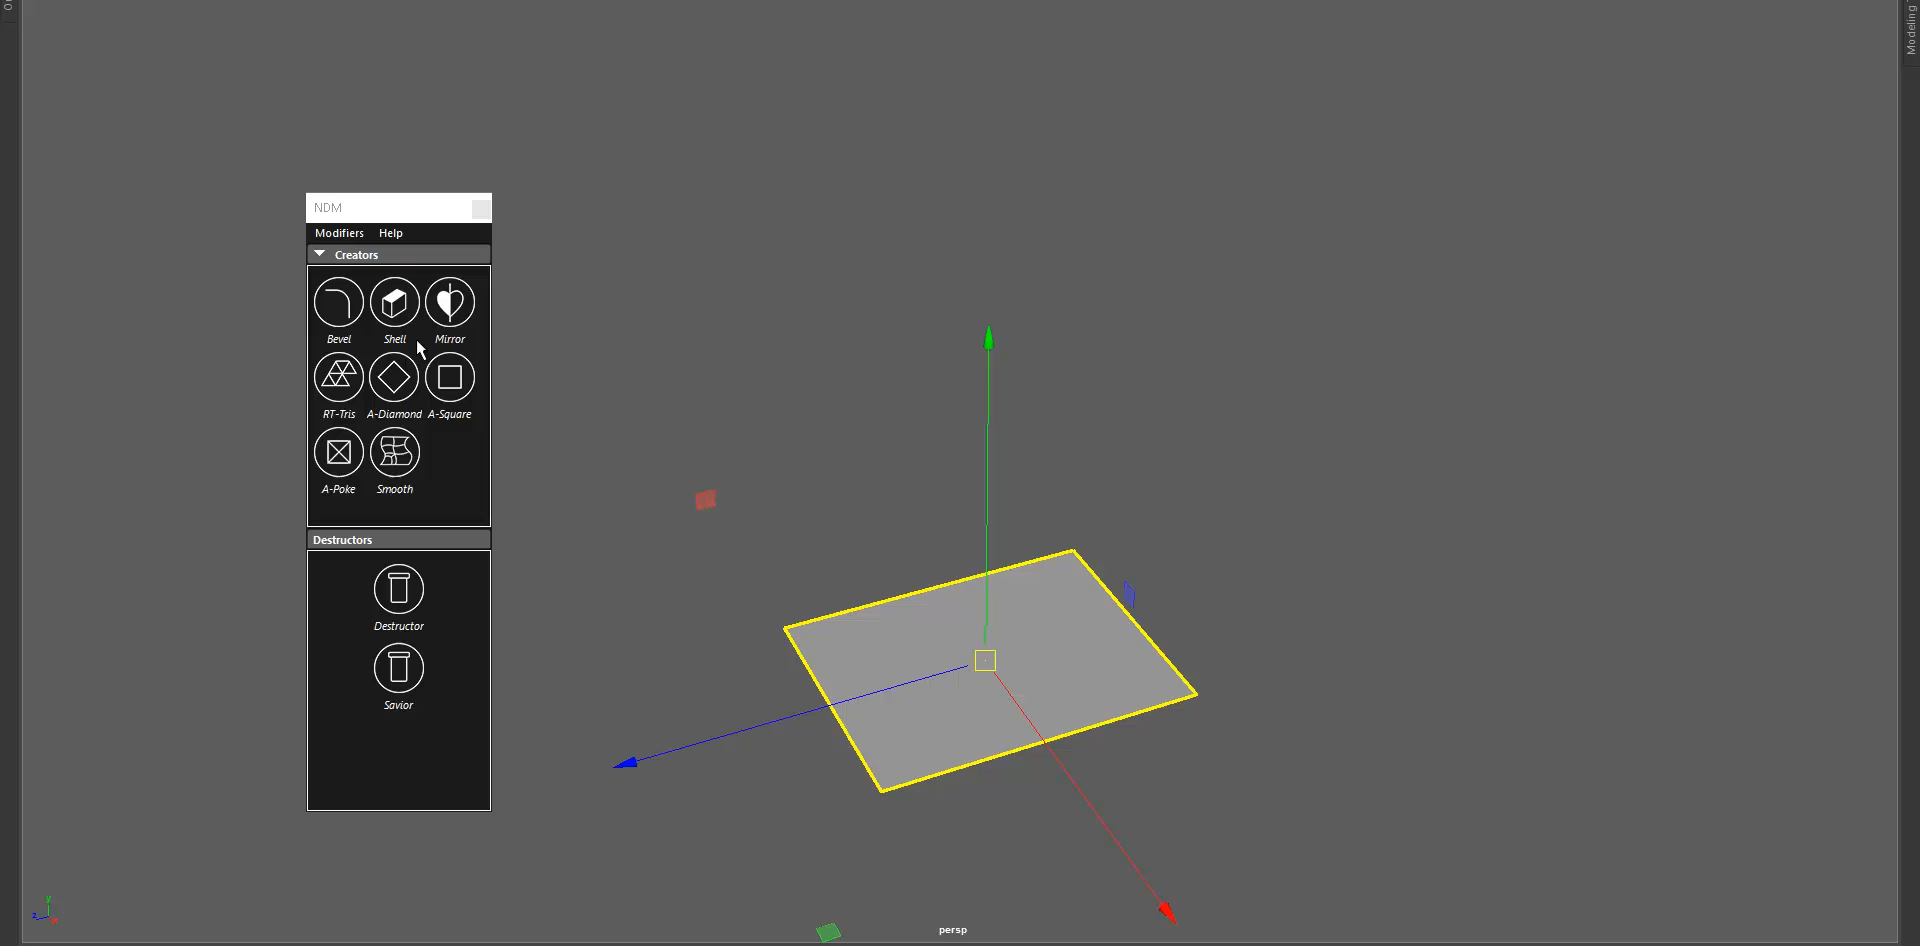 NDM
Modifiers Help
Creators
Bevel Shell Mirror
RT-Tris A-Diamond A-Square
A-Poke Smooth
Destructors
Destructor
Savior
Modeling
persp
y
z x